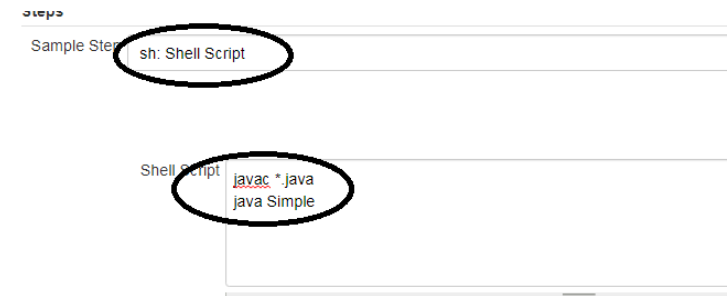 Steps
Sample Step
sh: Shell Script
Shell Script
javac *.java
java Simple